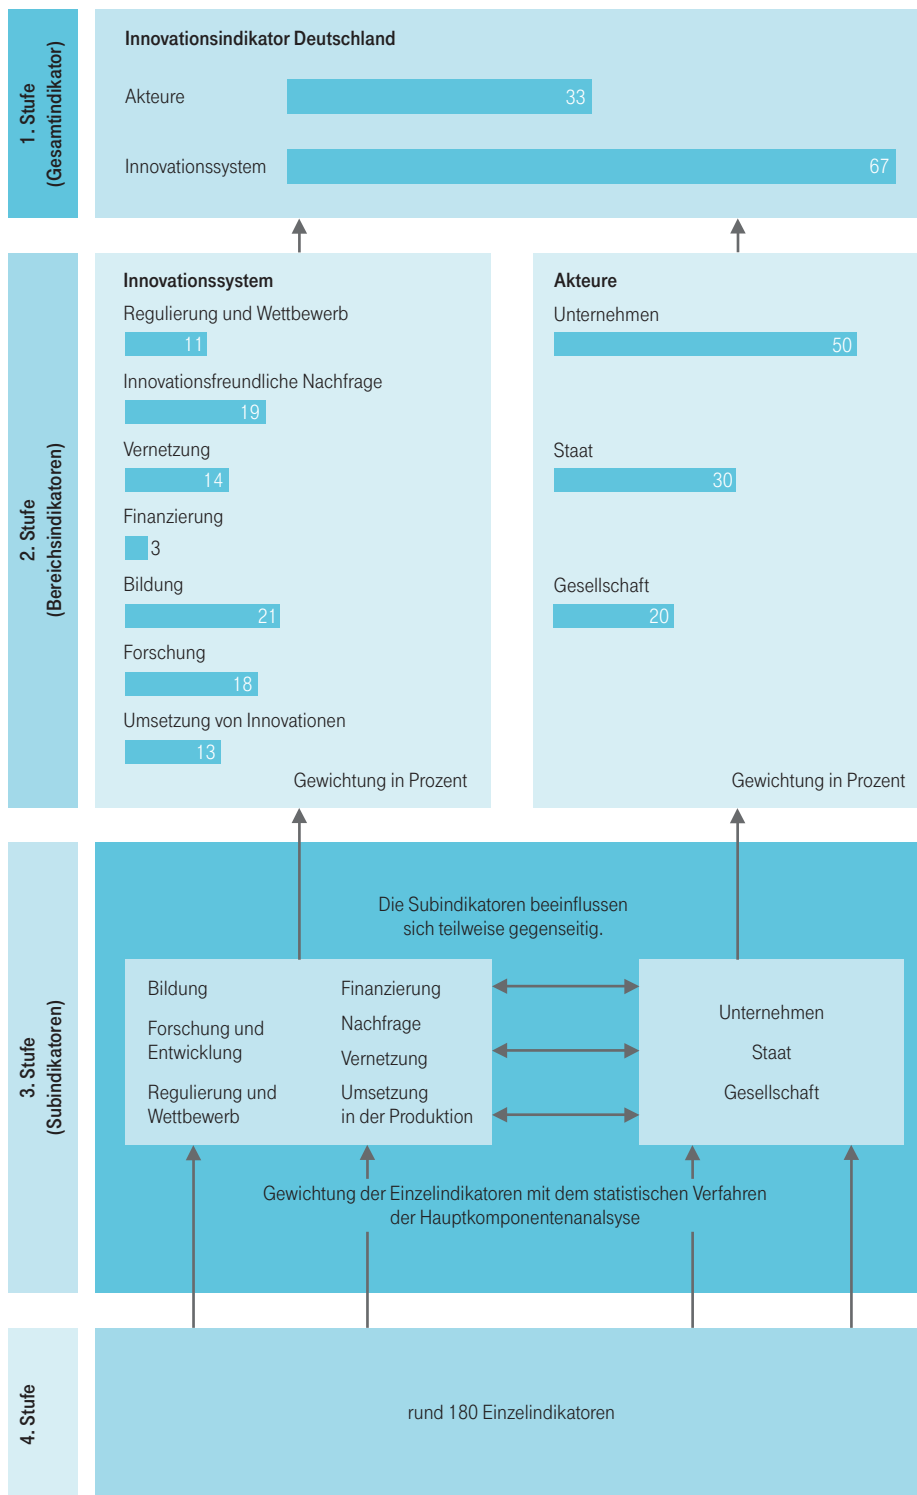 1. Stufe
(Gesamtindikator)
Innovationsindikator Deutschland
Akteure
33
Innovationssystem
67
2. Stufe
(Bereichsindikatoren)
Innovationssystem
Regulierung und Wettbewerb
11
Innovationsfreundliche Nachfrage
19
Vernetzung
14
Finanzierung
3
Bildung
21
Forschung
18
Umsetzung von Innovationen
13
Gewichtung in Prozent
Akteure
Unternehmen
50
Staat
30
Gesellschaft
20
Gewichtung in Prozent
3. Stufe
(Subindikatoren)
Die Subindikatoren beeinflussen
sich teilweise gegenseitig.
Bildung
Forschung und
Entwicklung
Regulierung und
Wettbewerb
Finanzierung
Nachfrage
Vernetzung
Umsetzung
in der Produktion
Unternehmen
Staat
Gesellschaft
Gewichtung der Einzelindikatoren mit dem statistischen Verfahren
der Hauptkomponentenanalsyse
4. Stufe
rund 180 Einzelindikatoren